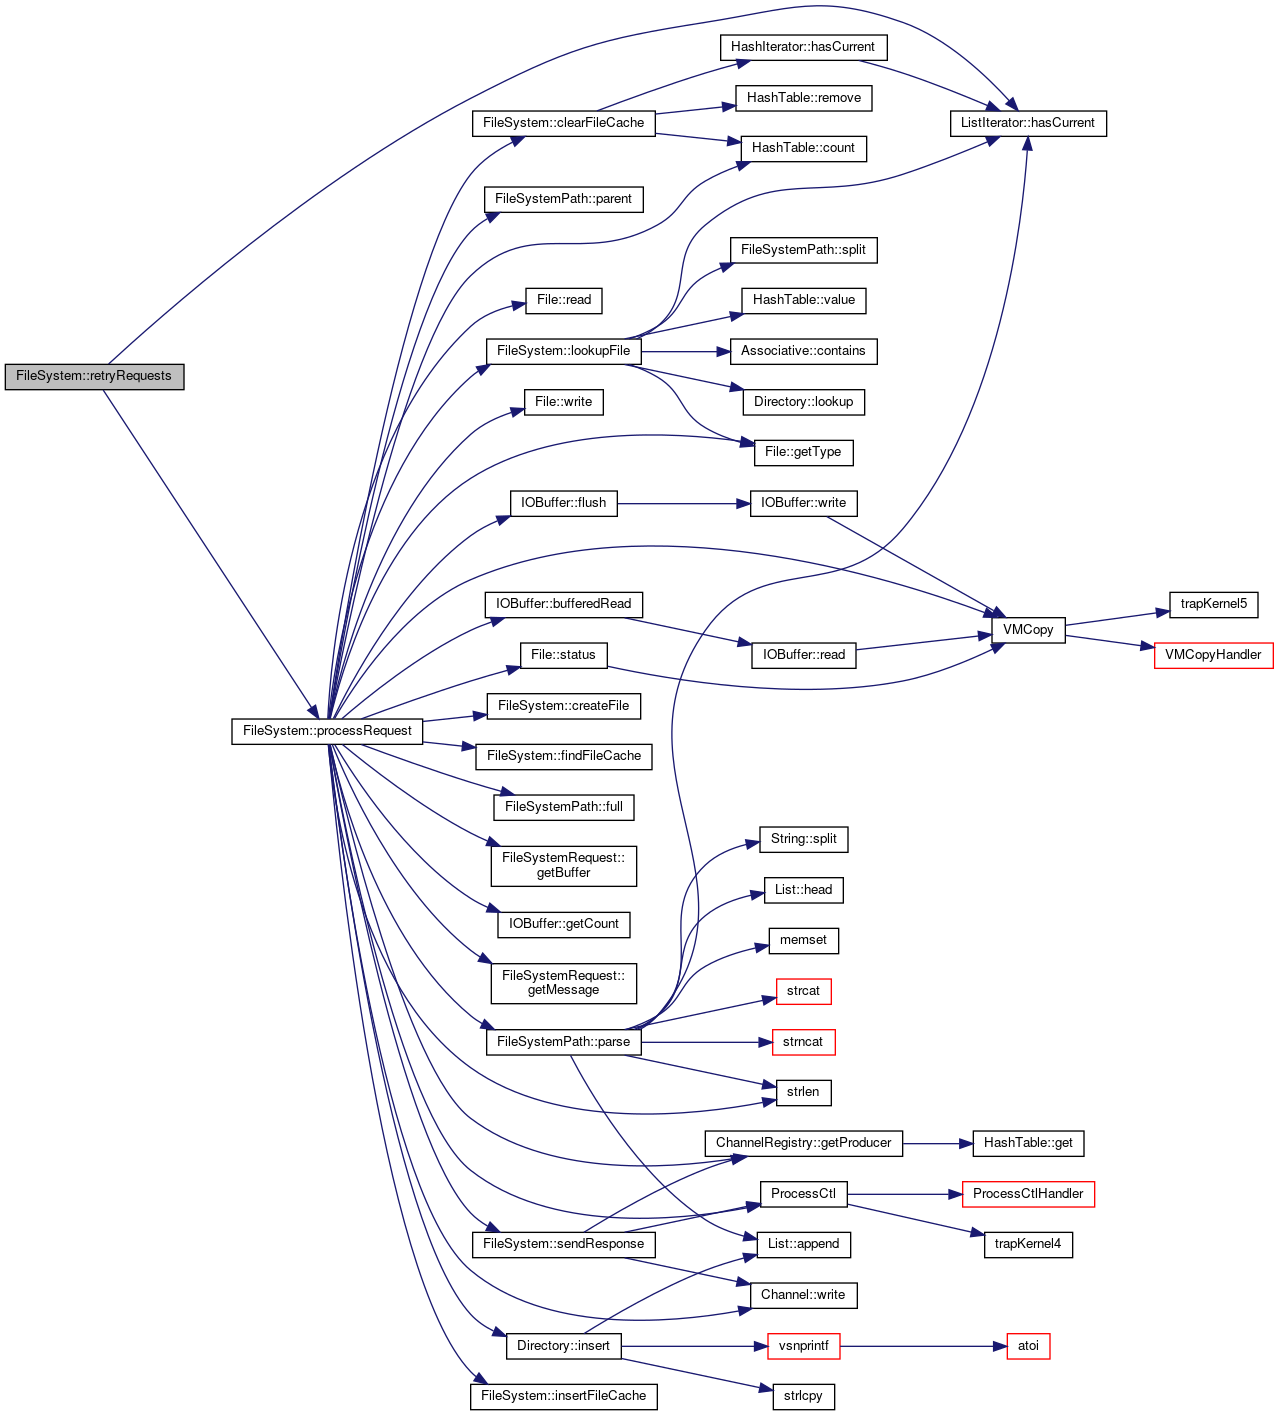 HashIterator::hasCurrent
HashTable::remove
FileSystem::clearFileCache
ListIterator::hasCurrent
HashTable::count
FileSystemPath::parent
FileSystemPath::split
File::read
HashTable::value
FileSystem::lookupFile
Associative::contains
FileSystem::retryRequests
File::write
Directory::lookup
File::getType
IOBuffer::flush
IOBuffer::write
IOBuffer::bufferedRead
trapKernel5
VMCopy
File::status
IOBuffer::read
VMCopyHandler
FileSystem::createFile
FileSystem::processRequest
FileSystem::findFileCache
FileSystemPath::full
String::split
FileSystemRequest::
getBuffer
List::head
IOBuffer::getCount
memset
FileSystemRequest::
getMessage
strcat
FileSystemPath::parse
strncat
strlen
ChannelRegistry::getProducer
HashTable::get
ProcessCtl
ProcessCtlHandler
FileSystem::sendResponse
List::append
trapKernel4
Channel::write
Directory::insert
vsnprintf
atoi
FileSystem::insertFileCache
strlcpy